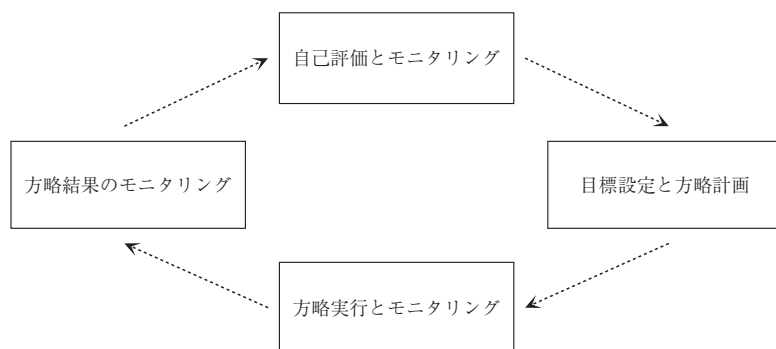 自己評価とモニタリング
方略結果のモニタリング
目標設定と方略計画
方略実行とモニタリング